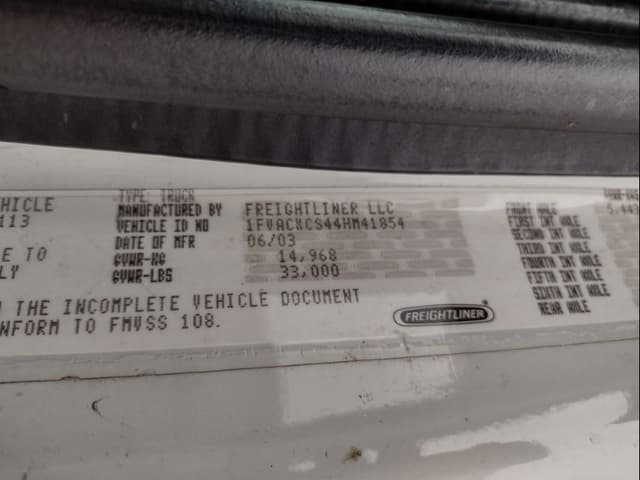 TYPE: TRUCK
MANUFACTURED BY FREIGHTLINER LLC
VEHICLE ID NO 1FVACXCS44HM41854
DATE OF MFR 06/03
GVWR-KG 14,968
GVWR-LBS 33,000
EHICLE
113
E TO
LY
N THE INCOMPLETE VEHICLE DOCUMENT
NFORM TO FMVSS 108.
FREIGHTLINER
FRONT AXLE
FIRST INT AXLE
SECOND INT AXLE
THIRD INT AXLE
FOURTH INT AXLE
FIFTH INT AXLE
SIXTH INT AXLE
REAR AXLE